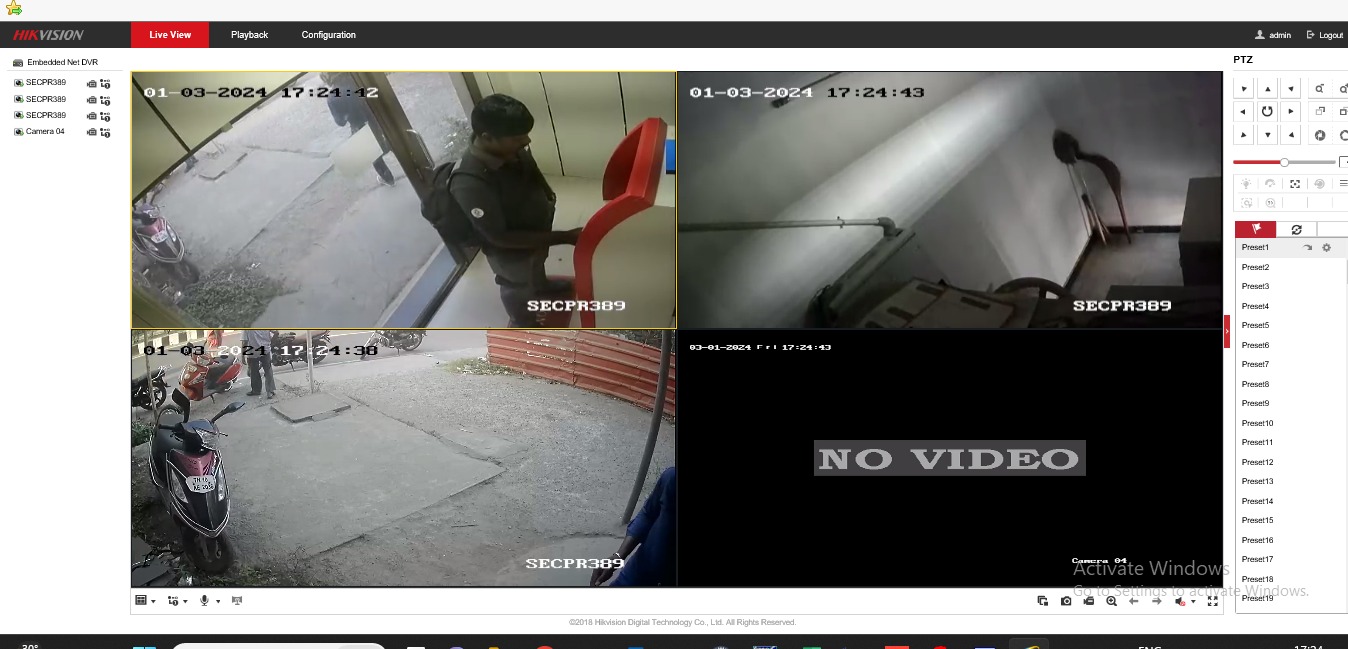 HIKVISION
Live View
Playback
Configuration
admin
Logout
Embedded Net DVR
SECPR389
SECPR389
SECPR389
Camera 04
01-03-2024 17:24:42
SECPR389
01-03-2024 17:24:43
SECPR389
01-03-2024 17:24:38
SECPR389
03-01-2024 Fri 17:24:43
NO VIDEO
Camera 04
PTZ
Preset1
Preset2
Preset3
Preset4
Preset5
Preset6
Preset7
Preset8
Preset9
Preset10
Preset11
Preset12
Preset13
Preset14
Preset15
Preset16
Preset17
Preset18
Preset19
Activate Windows
Go to Settings to activate Windows.
©2018 Hikvision Digital Technology Co., Ltd. All Rights Reserved.
30°
ENG
17:24